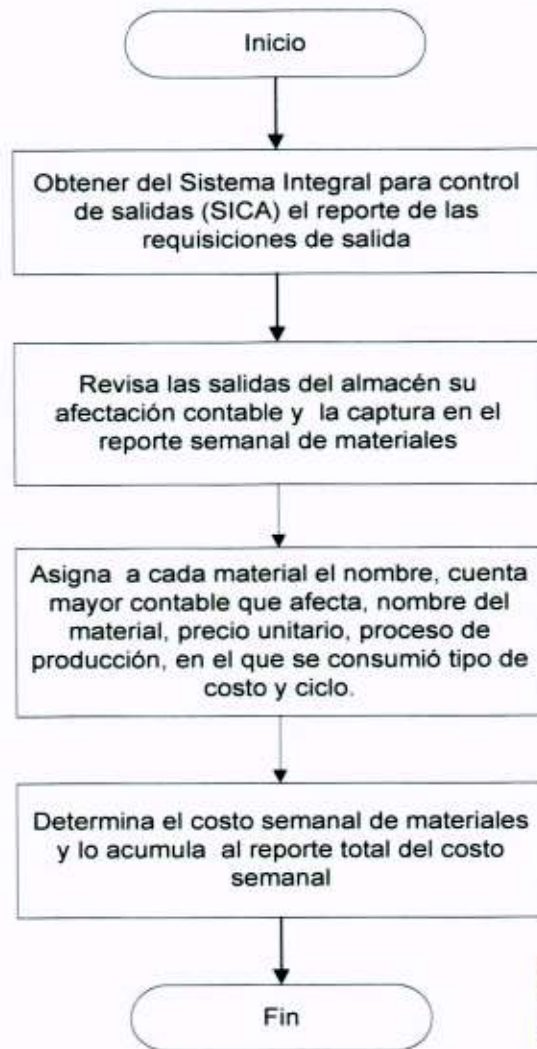 Inicio
Obtener del Sistema Integral para control
de salidas (SICA) el reporte de las
requisiciones de salida
Revisa las salidas del almacén su
afectación contable y la captura en el
reporte semanal de materiales
Asigna a cada material el nombre, cuenta
mayor contable que afecta, nombre del
material, precio unitario, proceso de
producción, en el que se consumió tipo de
costo y ciclo.
Determina el costo semanal de materiales
y lo acumula al reporte total del costo
semanal
Fin